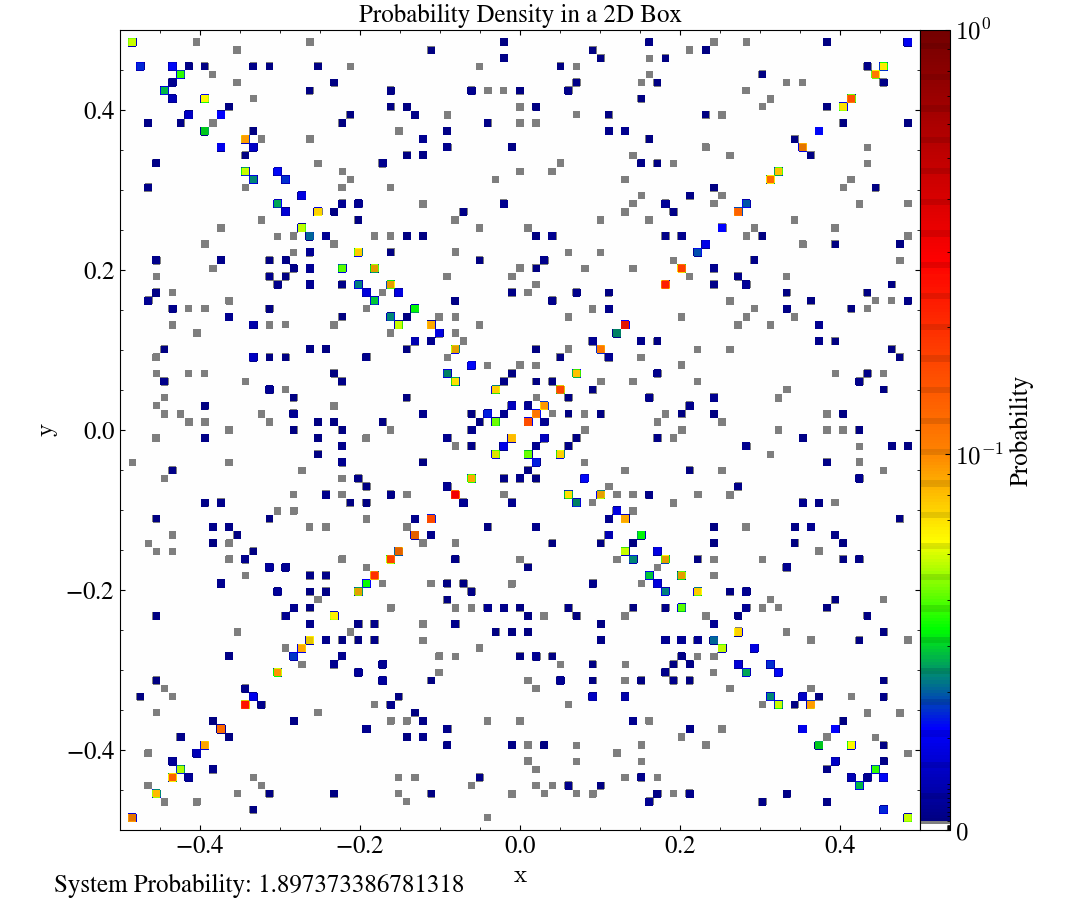 Probability Density in a 2D Box
10^0
0.4
0.2
0.0
−0.2
−0.4
y
10^−1
Probability
0
−0.4 −0.2 0.0 0.2 0.4
x
System Probability: 1.897373386781318